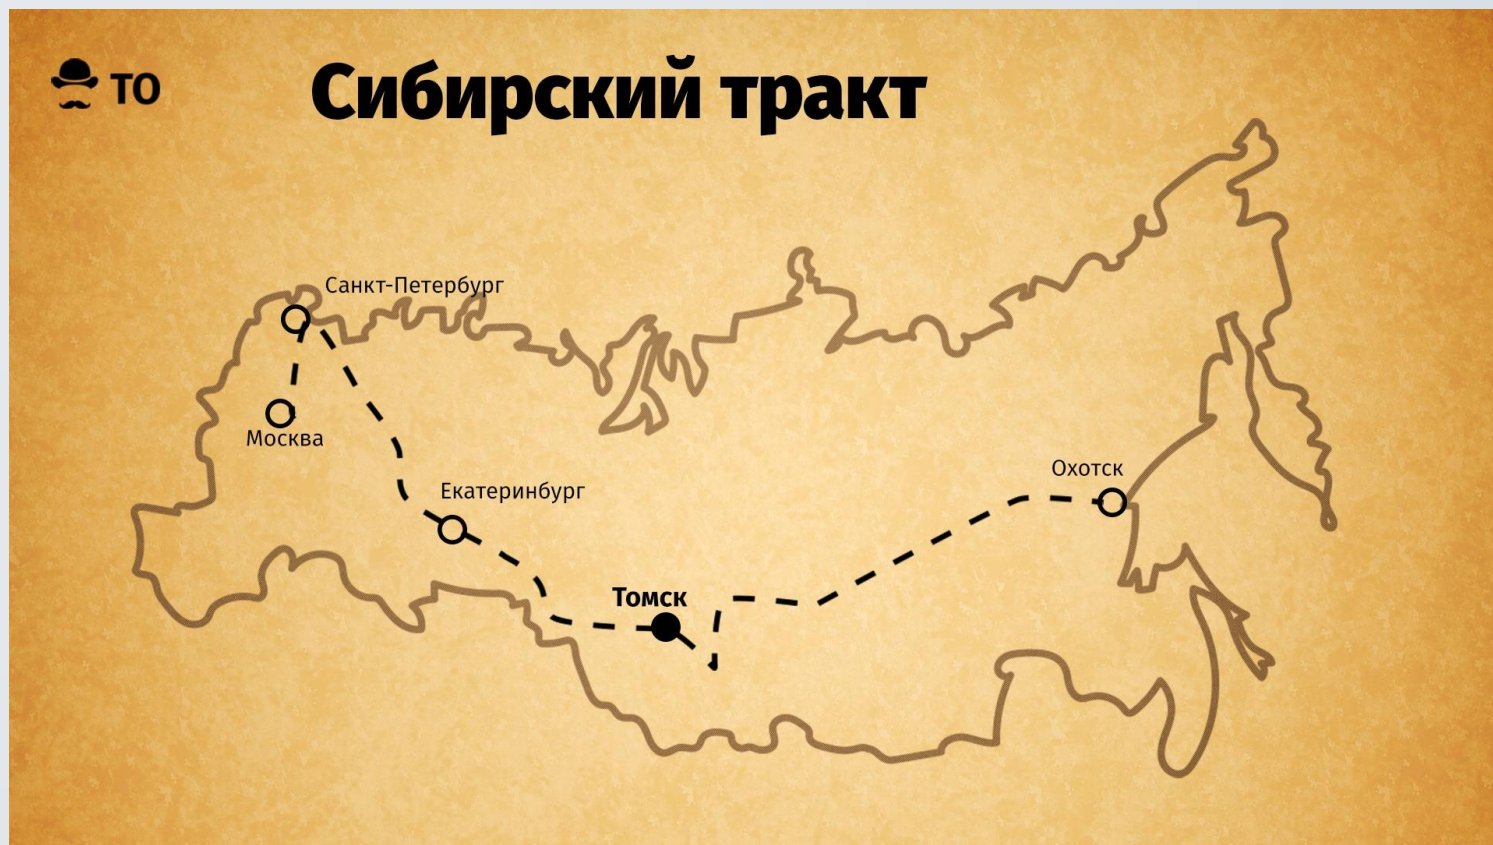 ТО
Сибирский тракт
Санкт-Петербург
Москва
Охотск
Екатеринбург
Томск